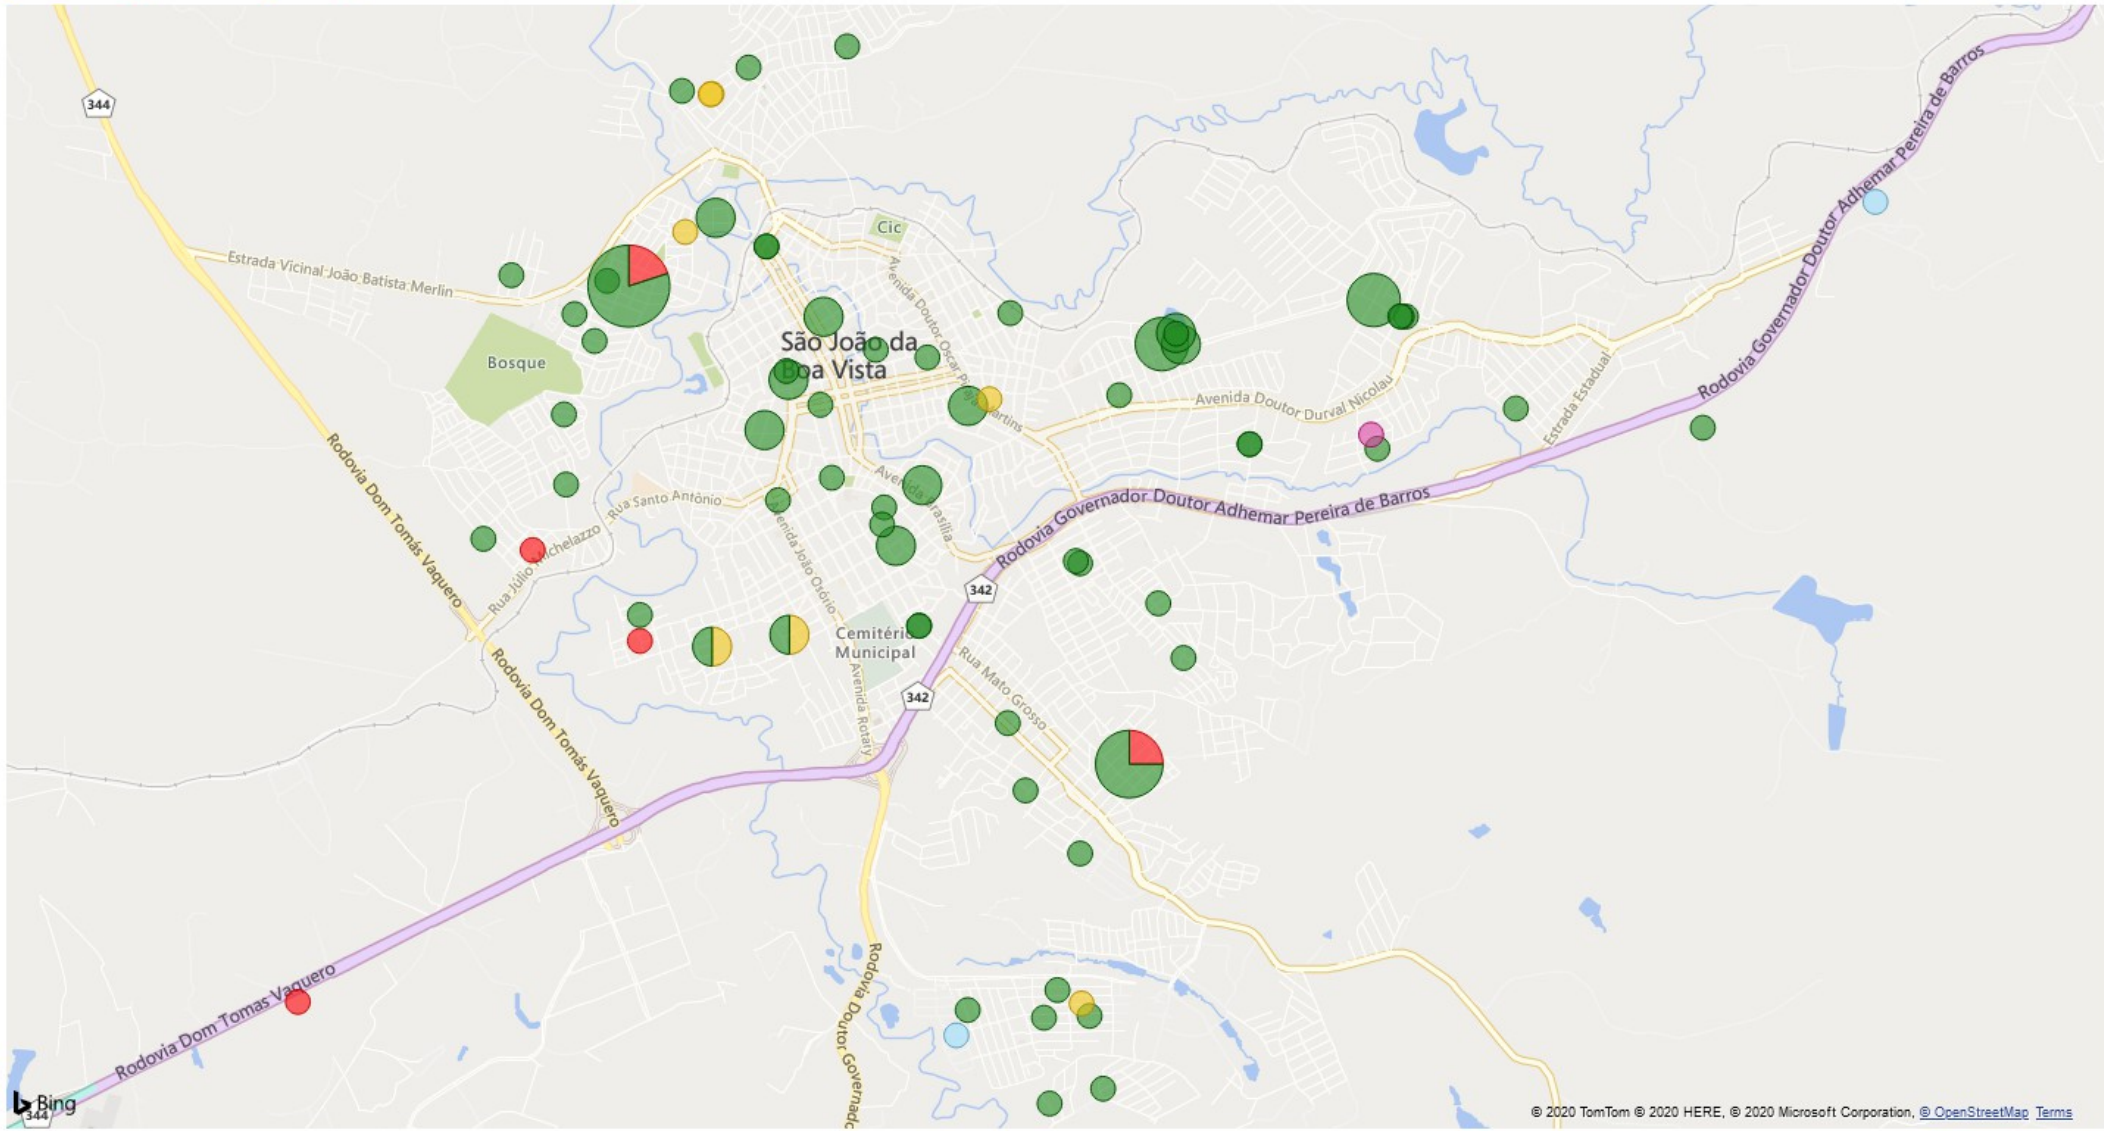 344
Rodovia Governador Doutor Adhemar Pereira de Barros
Cic
Estrada Vicinal João Batista Merlin
Avenida Doutor Oscar Pirajá Martins
São João da
Boa Vista
Bosque
Avenida Doutor Durval Nicolau
Estrada Estadual
Rodovia Dom Tomás Vaquero
Avenida Brasília
Rua Santo Antônio
Rodovia Governador Doutor Adhemar Pereira de Barros
Rua Júlio Michelazzo
Avenida João Osório
342
Cemitério
Municipal
Rua Mato Grosso
Rodovia Dom Tomás Vaquero
Avenida Rotary
342
Rodovia Dom Tomas Vaquero
Rodovia Doutor Governado
Bing
344
© 2020 TomTom © 2020 HERE, © 2020 Microsoft Corporation, © OpenStreetMap Terms